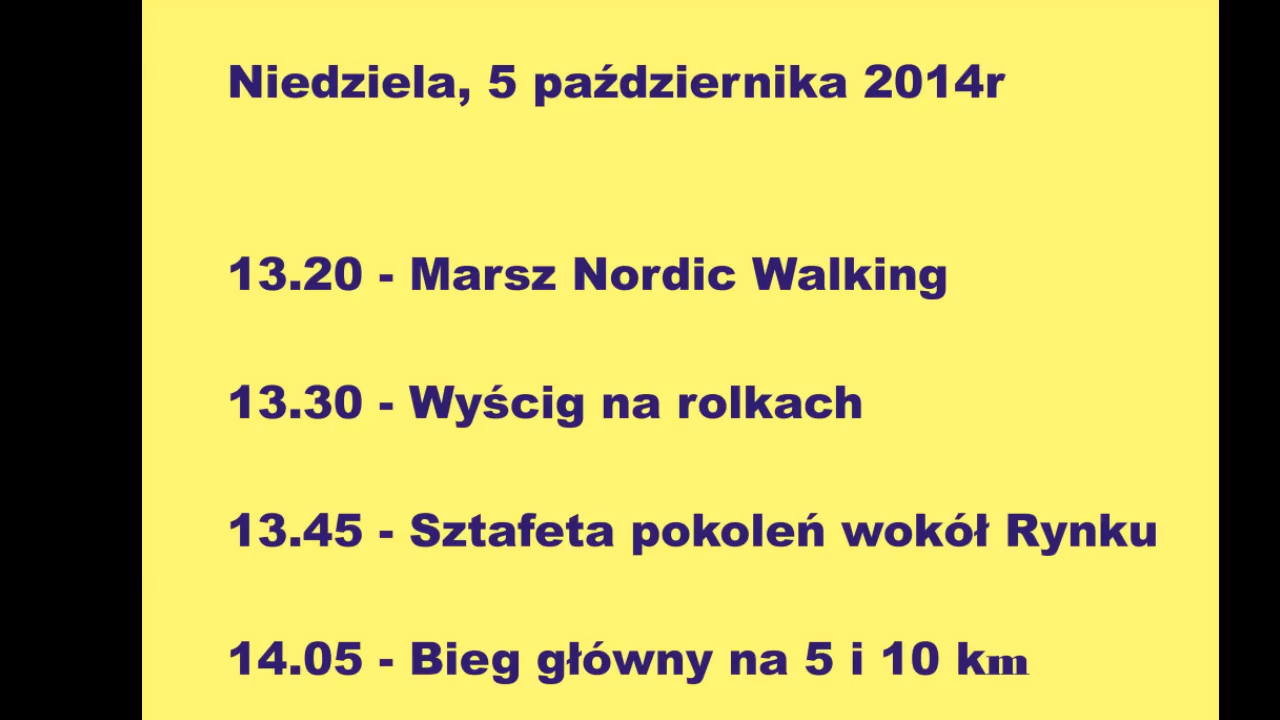 Niedziela, 5 października 2014r
13.20 - Marsz Nordic Walking
13.30 - Wyścig na rolkach
13.45 - Sztafeta pokoleń wokół Rynku
14.05 - Bieg główny na 5 i 10 km